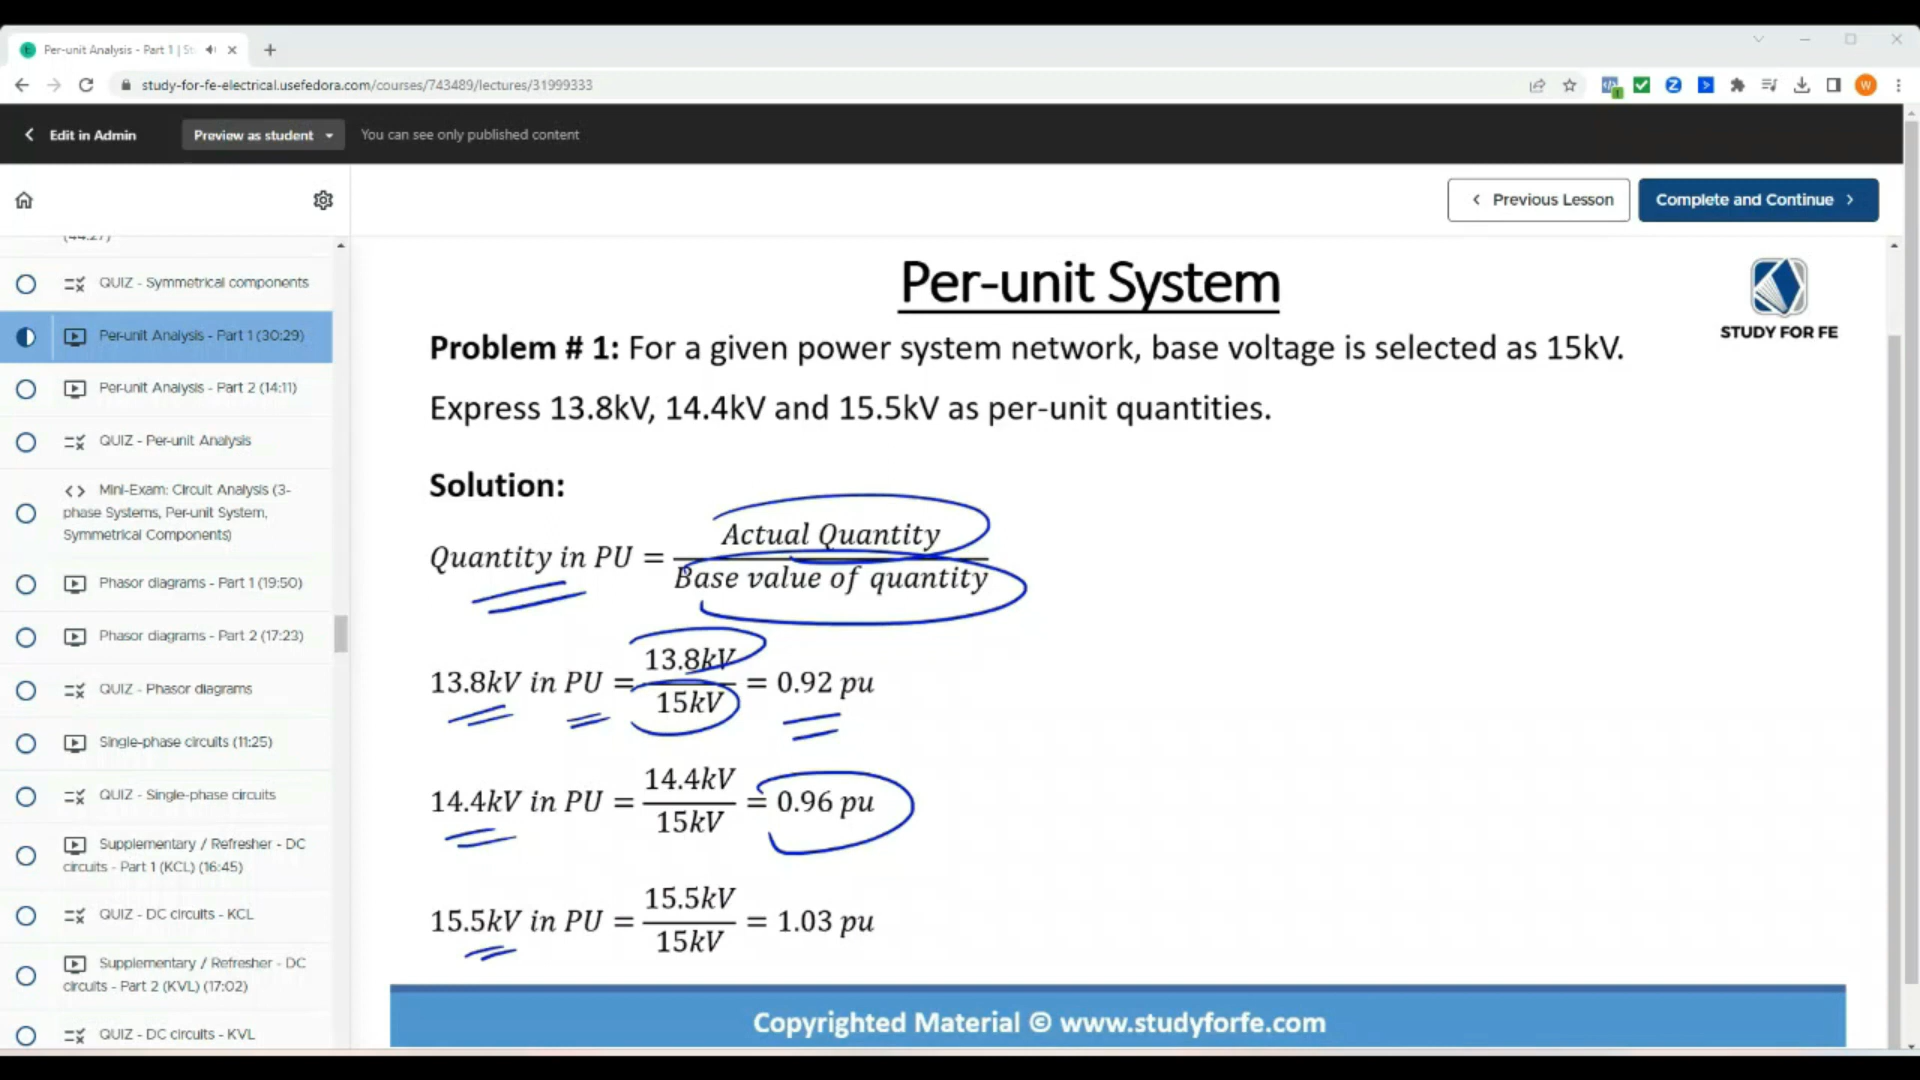 Per-unit Analysis - Part 1 | St
study-for-fe-electrical.usefedora.com/courses/743489/lectures/31999333
W
Edit in Admin
Preview as student
You can see only published content
Previous Lesson
Complete and Continue
(44:27)
QUIZ - Symmetrical components
Per-unit Analysis - Part 1 (30:29)
Per-unit Analysis - Part 2 (14:11)
QUIZ - Per-unit Analysis
Mini-Exam: Circuit Analysis (3-
phase Systems, Per-unit System,
Symmetrical Components)
Phasor diagrams - Part 1 (19:50)
Phasor diagrams - Part 2 (17:23)
QUIZ - Phasor diagrams
Single-phase circuits (11:25)
QUIZ - Single-phase circuits
Supplementary / Refresher - DC
circuits - Part 1 (KCL) (16:45)
QUIZ - DC circuits - KCL
Supplementary / Refresher - DC
circuits - Part 2 (KVL) (17:02)
QUIZ - DC circuits - KVL
Per-unit System
STUDY FOR FE
Problem # 1: For a given power system network, base voltage is selected as 15kV.
Express 13.8kV, 14.4kV and 15.5kV as per-unit quantities.
Solution:
Actual Quantity
Quantity in PU =
Base value of quantity
13.8kV
13.8kV in PU = = 0.92 pu
15kV
14.4kV
14.4kV in PU = = 0.96 pu
15kV
15.5kV
15.5kV in PU = = 1.03 pu
15kV
Copyrighted Material © www.studyforfe.com